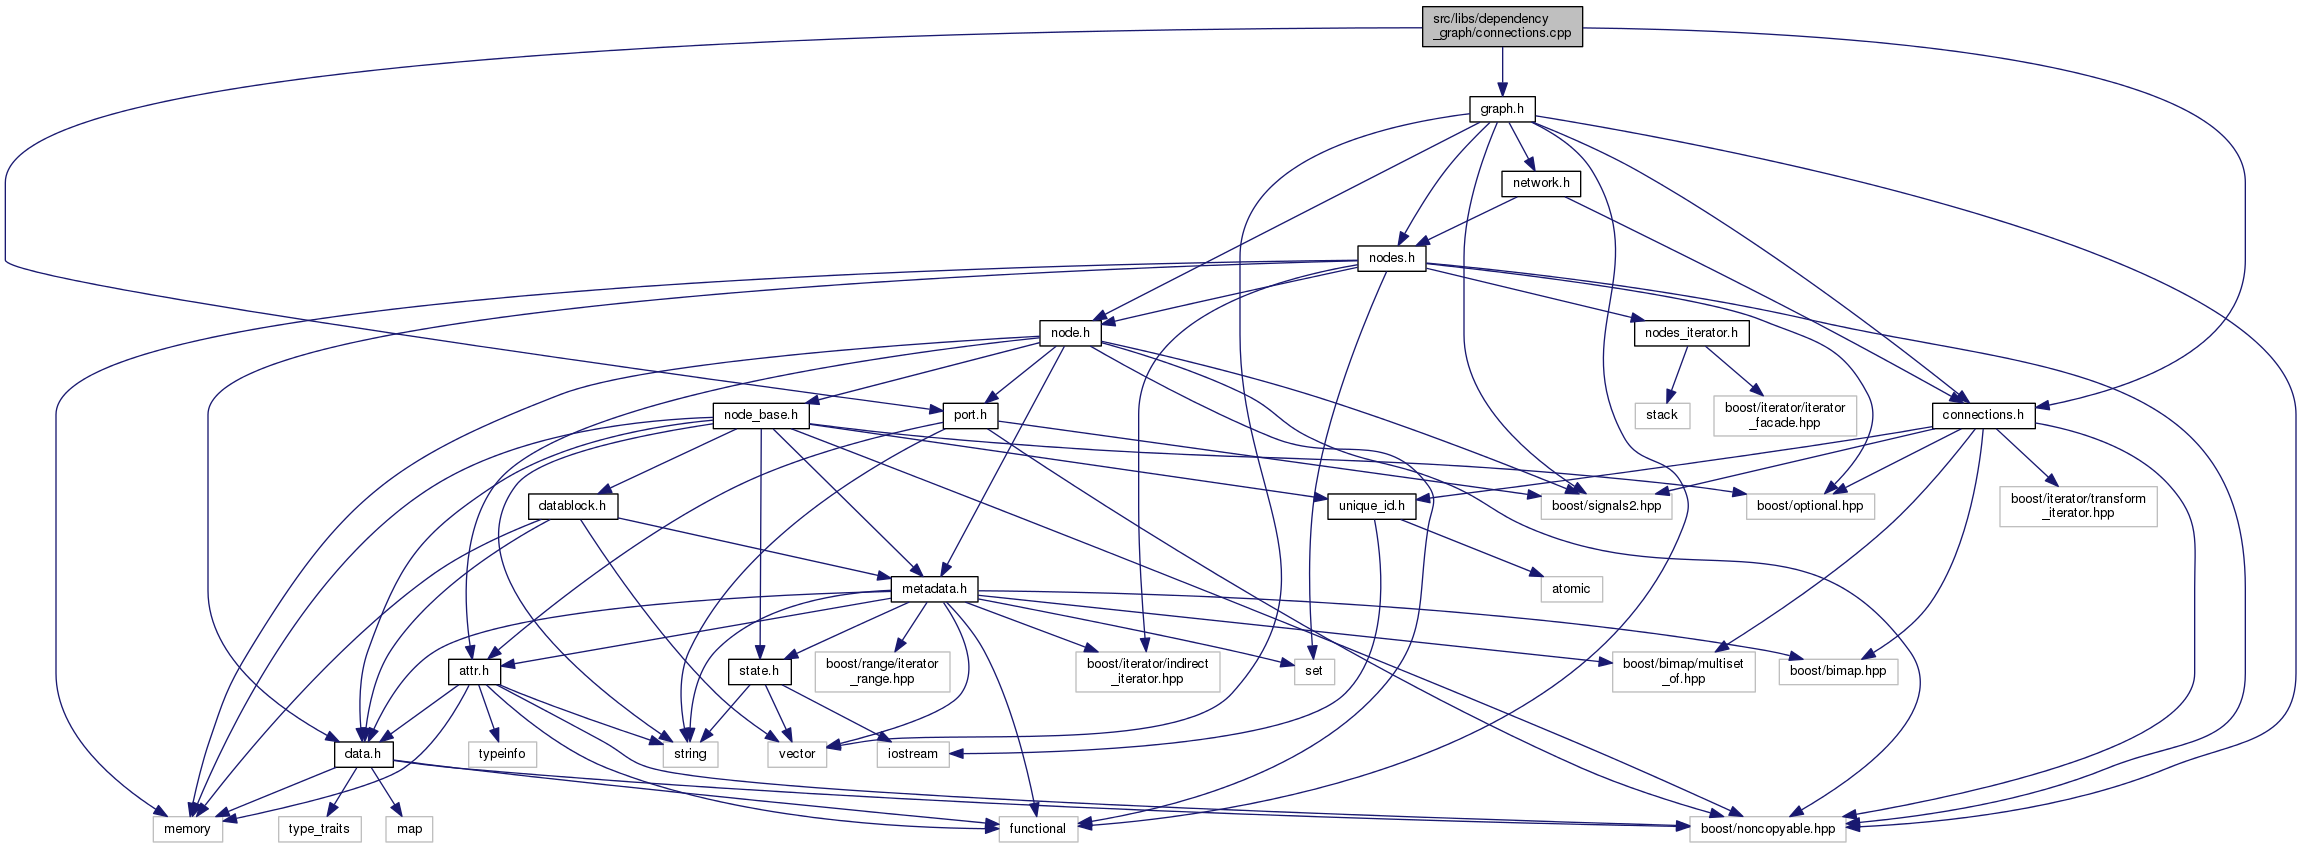 src/libs/dependency
_graph/connections.cpp
graph.h
network.h
nodes.h
node.h
nodes_iterator.h
node_base.h
port.h
stack
boost/iterator/iterator
_facade.hpp
connections.h
datablock.h
unique_id.h
boost/signals2.hpp
boost/optional.hpp
boost/iterator/transform
_iterator.hpp
metadata.h
atomic
attr.h
state.h
boost/range/iterator
_range.hpp
boost/iterator/indirect
_iterator.hpp
set
boost/bimap/multiset
_of.hpp
boost/bimap.hpp
data.h
typeinfo
string
vector
iostream
memory
type_traits
map
functional
boost/noncopyable.hpp